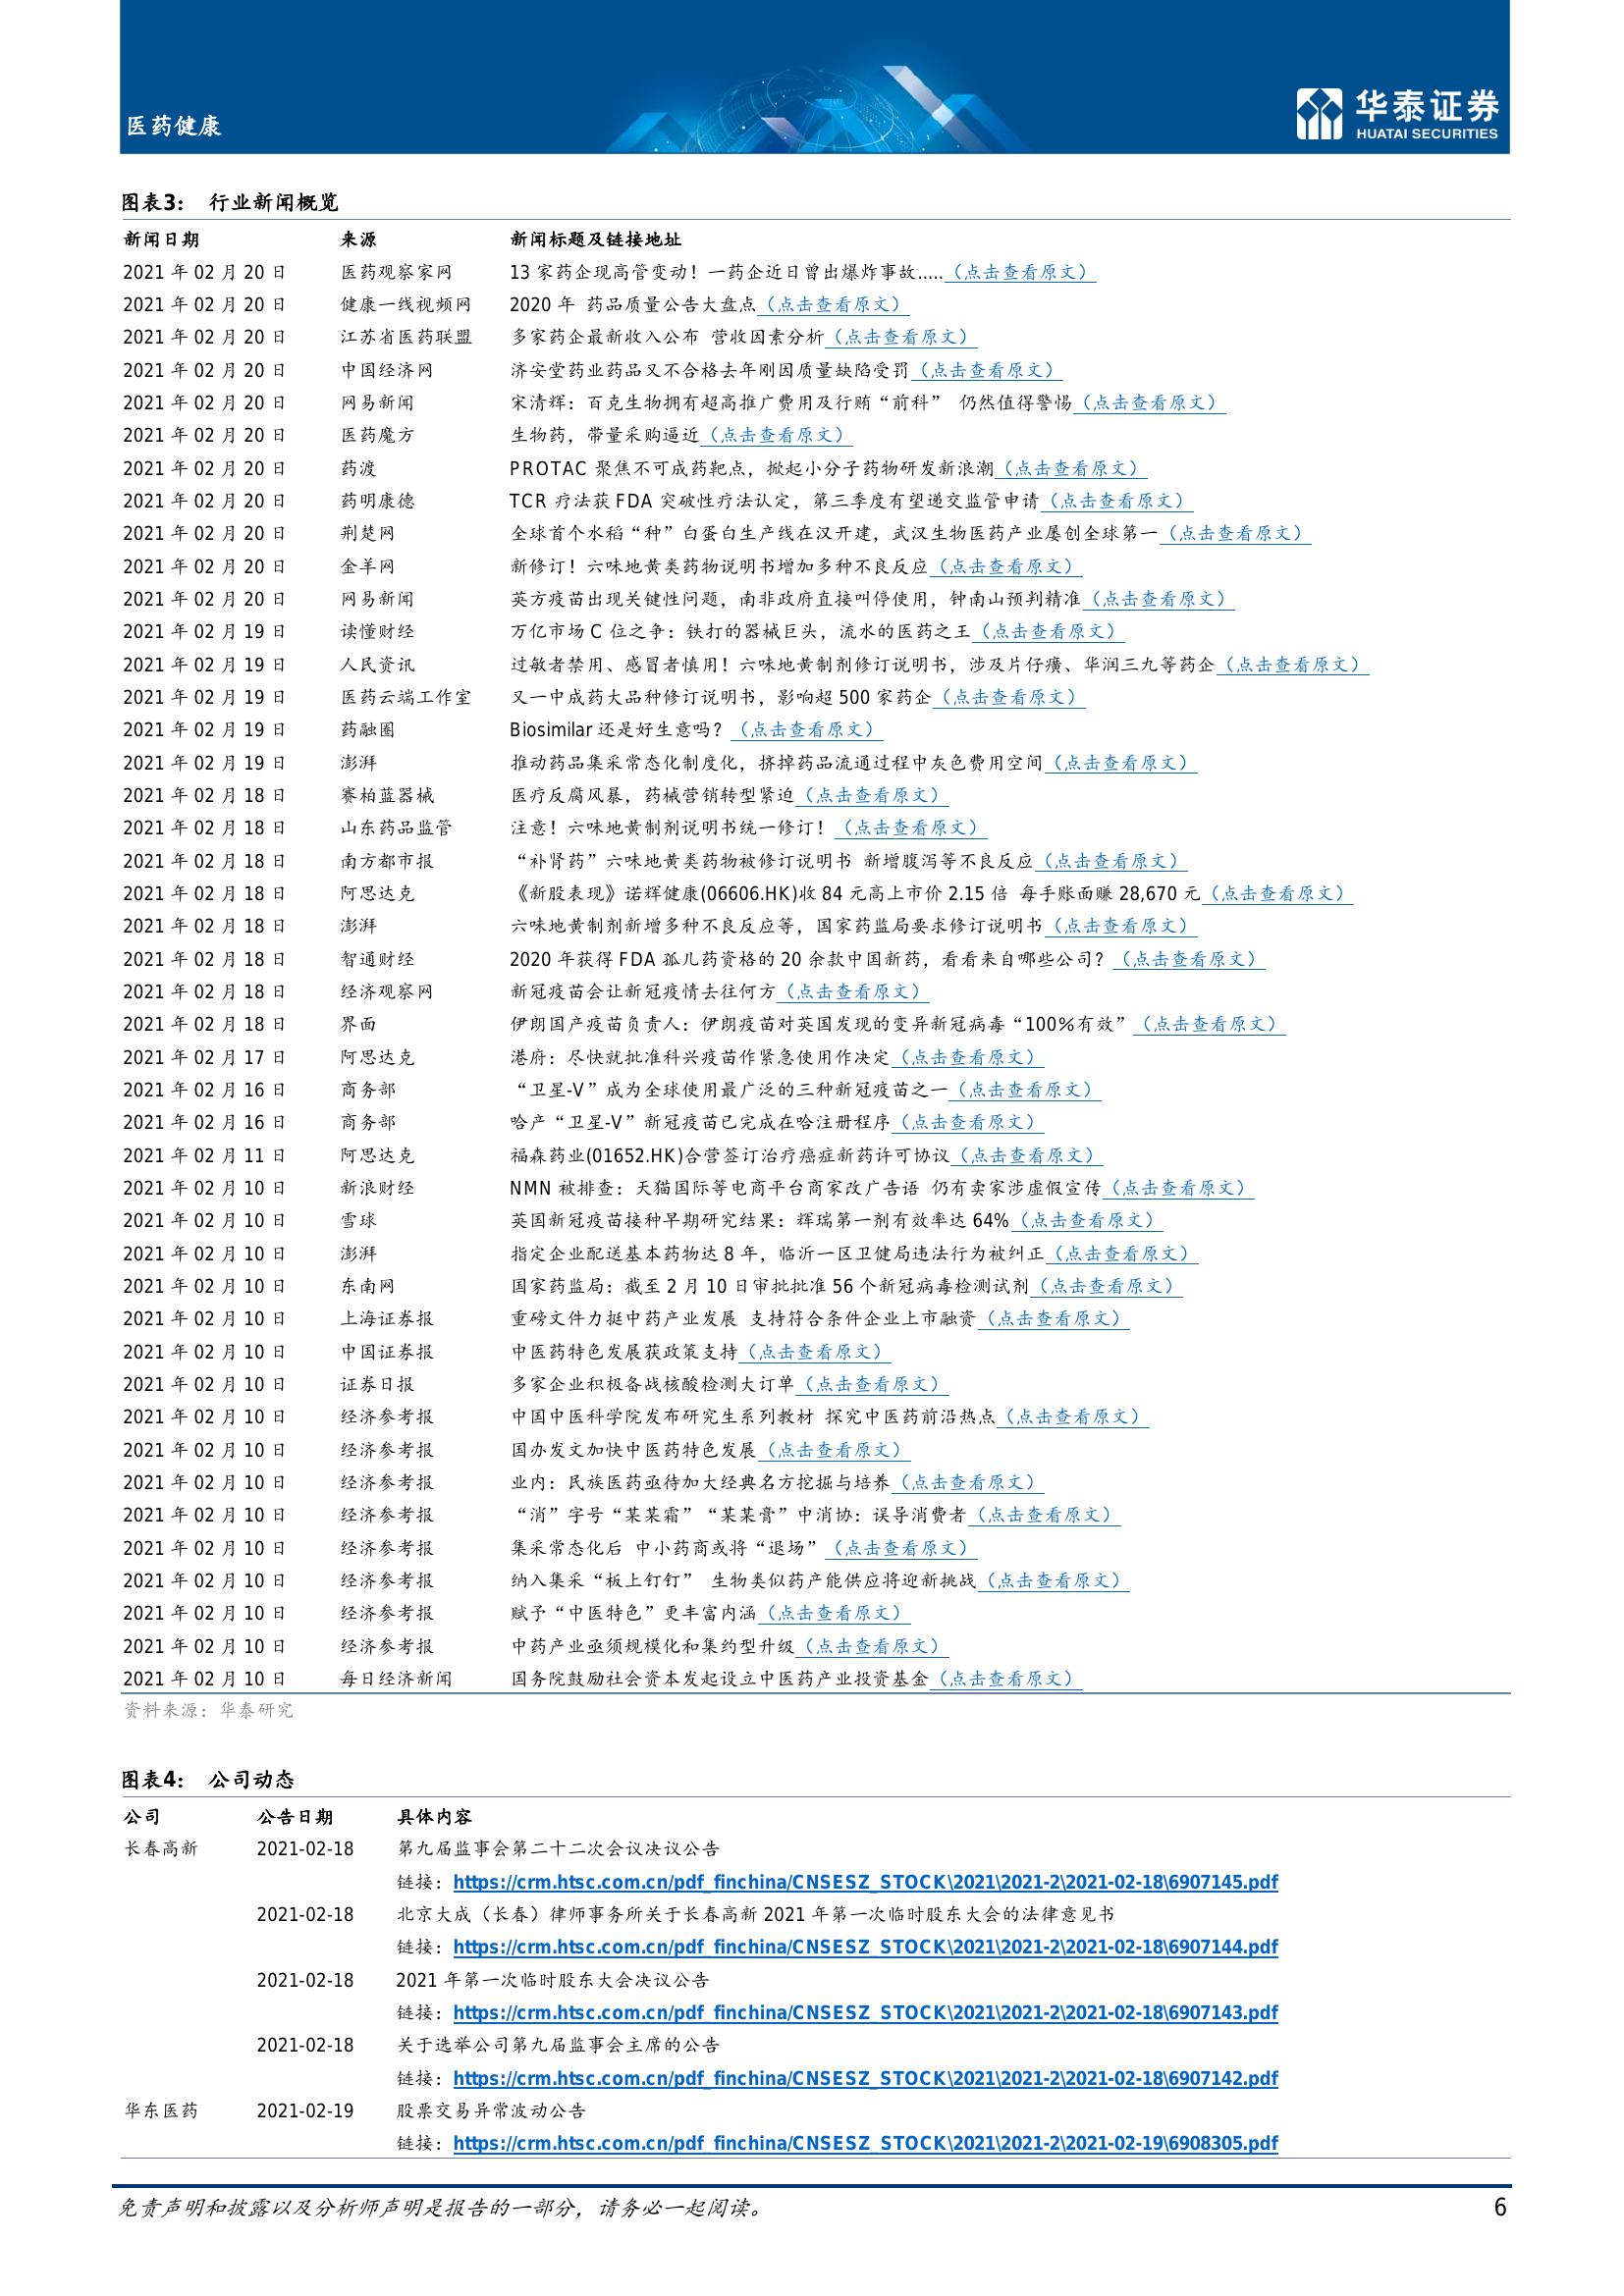 医药健康
华泰证券
HUATAI SECURITIES
图表3： 行业新闻概览
新闻日期 来源 新闻标题及链接地址
2021 年 02 月 20 日 医药观察家网 13 家药企现高管变动！一药企近日曾出爆炸事故.....（点击查看原文）
2021 年 02 月 20 日 健康一线视频网 2020 年 药品质量公告大盘点（点击查看原文）
2021 年 02 月 20 日 江苏省医药联盟 多家药企最新收入公布 营收因素分析（点击查看原文）
2021 年 02 月 20 日 中国经济网 济安堂药业药品又不合格去年刚因质量缺陷受罚（点击查看原文）
2021 年 02 月 20 日 网易新闻 宋清辉：百克生物拥有超高推广费用及行贿“前科” 仍然值得警惕（点击查看原文）
2021 年 02 月 20 日 医药魔方 生物药，带量采购逼近（点击查看原文）
2021 年 02 月 20 日 药渡 PROTAC 聚焦不可成药靶点，掀起小分子药物研发新浪潮（点击查看原文）
2021 年 02 月 20 日 药明康德 TCR 疗法获 FDA 突破性疗法认定，第三季度有望递交监管申请（点击查看原文）
2021 年 02 月 20 日 荆楚网 全球首个水稻“种”白蛋白生产线在汉开建，武汉生物医药产业屡创全球第一（点击查看原文）
2021 年 02 月 20 日 金羊网 新修订！六味地黄类药物说明书增加多种不良反应（点击查看原文）
2021 年 02 月 20 日 网易新闻 英方疫苗出现关键性问题，南非政府直接叫停使用，钟南山预判精准（点击查看原文）
2021 年 02 月 19 日 读懂财经 万亿市场 C 位之争：铁打的器械巨头，流水的医药之王（点击查看原文）
2021 年 02 月 19 日 人民资讯 过敏者禁用、感冒者慎用！六味地黄制剂修订说明书，涉及片仔癀、华润三九等药企（点击查看原文）
2021 年 02 月 19 日 医药云端工作室 又一中成药大品种修订说明书，影响超 500 家药企（点击查看原文）
2021 年 02 月 19 日 药融圈 Biosimilar 还是好生意吗？（点击查看原文）
2021 年 02 月 19 日 澎湃 推动药品集采常态化制度化，挤掉药品流通过程中灰色费用空间（点击查看原文）
2021 年 02 月 18 日 赛柏蓝器械 医疗反腐风暴，药械营销转型紧迫（点击查看原文）
2021 年 02 月 18 日 山东药品监管 注意！六味地黄制剂说明书统一修订！（点击查看原文）
2021 年 02 月 18 日 南方都市报 “补肾药”六味地黄类药物被修订说明书 新增腹泻等不良反应（点击查看原文）
2021 年 02 月 18 日 阿思达克 《新股表现》诺辉健康(06606.HK)收 84 元高上市价 2.15 倍 每手账面赚 28,670 元（点击查看原文）
2021 年 02 月 18 日 澎湃 六味地黄制剂新增多种不良反应等，国家药监局要求修订说明书（点击查看原文）
2021 年 02 月 18 日 智通财经 2020 年获得 FDA 孤儿药资格的 20 余款中国新药，看看来自哪些公司？（点击查看原文）
2021 年 02 月 18 日 经济观察网 新冠疫苗会让新冠疫情去往何方（点击查看原文）
2021 年 02 月 18 日 界面 伊朗国产疫苗负责人：伊朗疫苗对英国发现的变异新冠病毒“100%有效”（点击查看原文）
2021 年 02 月 17 日 阿思达克 港府：尽快就批准科兴疫苗作紧急使用作决定（点击查看原文）
2021 年 02 月 16 日 商务部 “卫星-V”成为全球使用最广泛的三种新冠疫苗之一（点击查看原文）
2021 年 02 月 16 日 商务部 哈产“卫星-V”新冠疫苗已完成在哈注册程序（点击查看原文）
2021 年 02 月 11 日 阿思达克 福森药业(01652.HK)合营签订治疗癌症新药许可协议（点击查看原文）
2021 年 02 月 10 日 新浪财经 NMN 被排查：天猫国际等电商平台商家改广告语 仍有卖家涉虚假宣传（点击查看原文）
2021 年 02 月 10 日 雪球 英国新冠疫苗接种早期研究结果：辉瑞第一剂有效率达 64%（点击查看原文）
2021 年 02 月 10 日 澎湃 指定企业配送基本药物达 8 年，临沂一区卫健局违法行为被纠正（点击查看原文）
2021 年 02 月 10 日 东南网 国家药监局：截至 2 月 10 日审批批准 56 个新冠病毒检测试剂（点击查看原文）
2021 年 02 月 10 日 上海证券报 重磅文件力挺中药产业发展 支持符合条件企业上市融资（点击查看原文）
2021 年 02 月 10 日 中国证券报 中医药特色发展获政策支持（点击查看原文）
2021 年 02 月 10 日 证券日报 多家企业积极备战核酸检测大订单（点击查看原文）
2021 年 02 月 10 日 经济参考报 中国中医科学院发布研究生系列教材 探究中医药前沿热点（点击查看原文）
2021 年 02 月 10 日 经济参考报 国办发文加快中医药特色发展（点击查看原文）
2021 年 02 月 10 日 经济参考报 业内：民族医药亟待加大经典名方挖掘与培养（点击查看原文）
2021 年 02 月 10 日 经济参考报 “消”字号“某某霜”“某某膏”中消协：误导消费者（点击查看原文）
2021 年 02 月 10 日 经济参考报 集采常态化后 中小药商或将“退场”（点击查看原文）
2021 年 02 月 10 日 经济参考报 纳入集采“板上钉钉” 生物类似药产能供应将迎新挑战（点击查看原文）
2021 年 02 月 10 日 经济参考报 赋予“中医特色”更丰富内涵（点击查看原文）
2021 年 02 月 10 日 经济参考报 中药产业亟须规模化和集约型升级（点击查看原文）
2021 年 02 月 10 日 每日经济新闻 国务院鼓励社会资本发起设立中医药产业投资基金（点击查看原文）
资料来源：华泰研究
图表4： 公司动态
公司 公告日期 具体内容
长春高新 2021-02-18 第九届监事会第二十二次会议决议公告
链接：https://crm.htsc.com.cn/pdf_finchina/CNSESZ_STOCK\2021\2021-2\2021-02-18\6907145.pdf
2021-02-18 北京大成（长春）律师事务所关于长春高新 2021 年第一次临时股东大会的法律意见书
链接：https://crm.htsc.com.cn/pdf_finchina/CNSESZ_STOCK\2021\2021-2\2021-02-18\6907144.pdf
2021-02-18 2021 年第一次临时股东大会决议公告
链接：https://crm.htsc.com.cn/pdf_finchina/CNSESZ_STOCK\2021\2021-2\2021-02-18\6907143.pdf
2021-02-18 关于选举公司第九届监事会主席的公告
链接：https://crm.htsc.com.cn/pdf_finchina/CNSESZ_STOCK\2021\2021-2\2021-02-18\6907142.pdf
华东医药 2021-02-19 股票交易异常波动公告
链接：https://crm.htsc.com.cn/pdf_finchina/CNSESZ_STOCK\2021\2021-2\2021-02-19\6908305.pdf
免责声明和披露以及分析师声明是报告的一部分，请务必一起阅读。 6